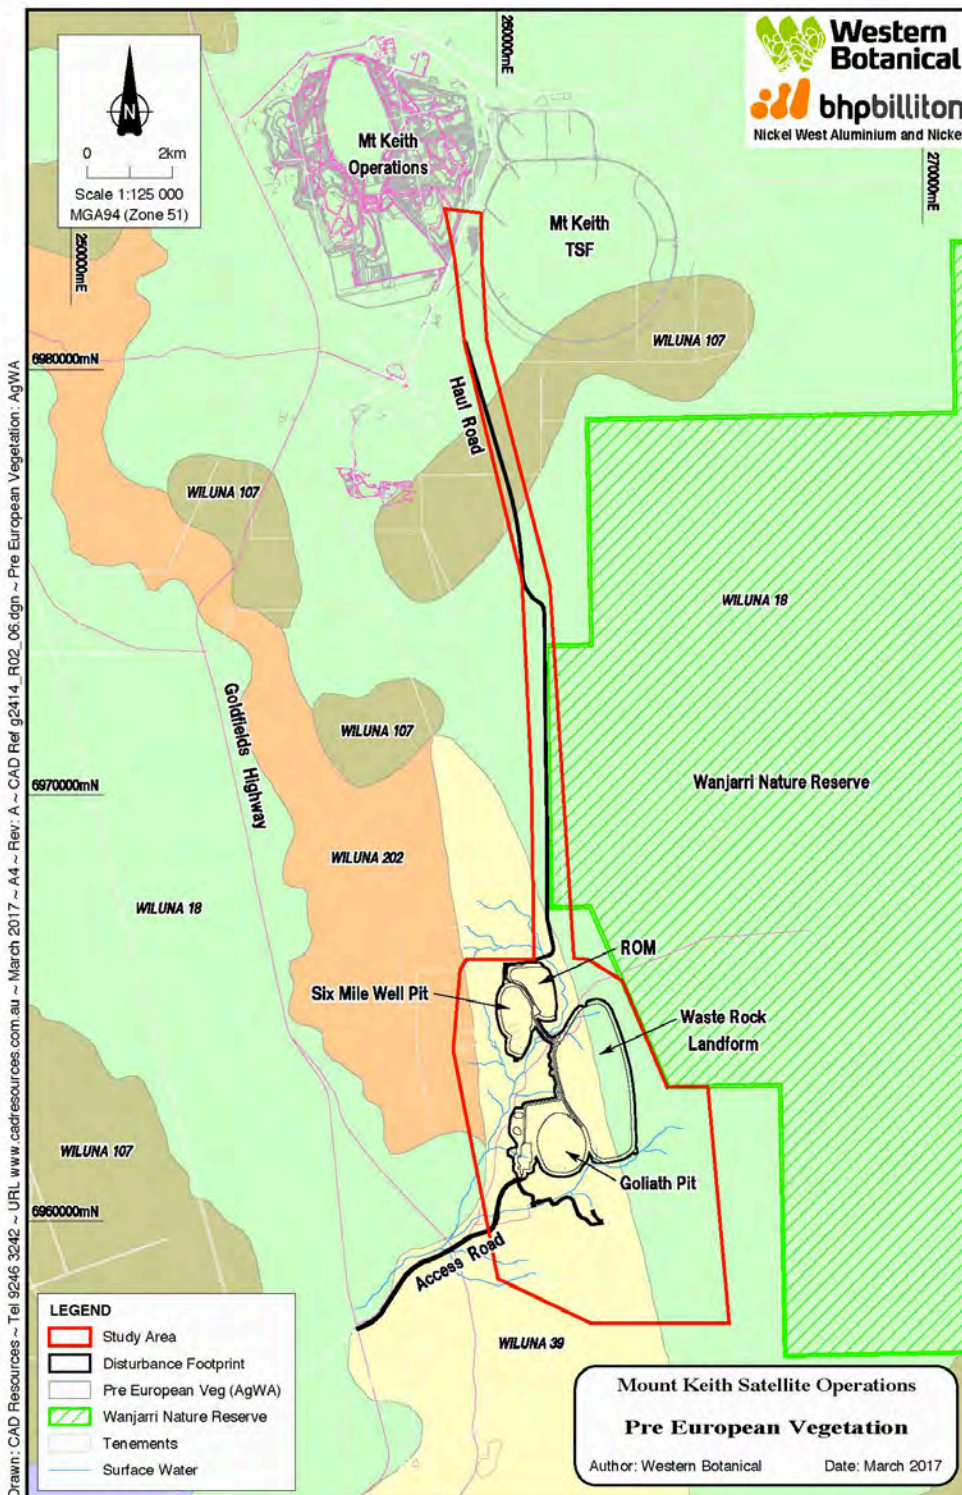 Western
Botanical
bhpbilliton
Nickel West Aluminium and Nickel
N
0 2km
Scale 1:125 000
MGA94 (Zone 51)
250000mE
260000mE
270000mE
Mt Keith
Operations
Mt Keith
TSF
WILUNA 107
6980000mN
Haul Road
WILUNA 107
WILUNA 18
Goldfields Highway
WILUNA 107
6970000mN
Wanjarri Nature Reserve
WILUNA 202
WILUNA 18
ROM
Six Mile Well Pit
Waste Rock
Landform
WILUNA 107
Goliath Pit
6960000mN
Access Road
WILUNA 39
LEGEND
Study Area
Disturbance Footprint
Pre European Veg (AgWA)
Wanjarri Nature Reserve
Tenements
Surface Water
Mount Keith Satellite Operations
Pre European Vegetation
Author: Western Botanical Date: March 2017
Drawn: CAD Resources ~ Tel 9246 3242 ~ URL www.cadresources.com.au ~ March 2017 ~ A4 ~ Rev: A ~ CAD Ref g2414_R02_06.dgn ~ Pre European Vegetation: AgWA